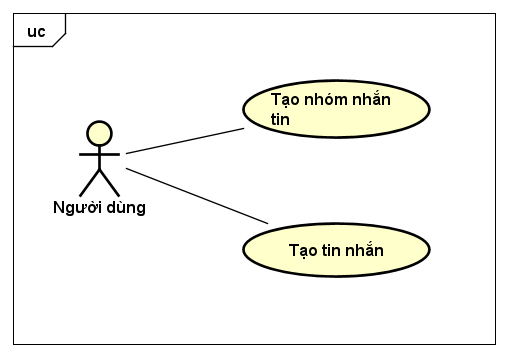 uc
Tạo nhóm nhắn
tin
Người dùng
Tạo tin nhắn